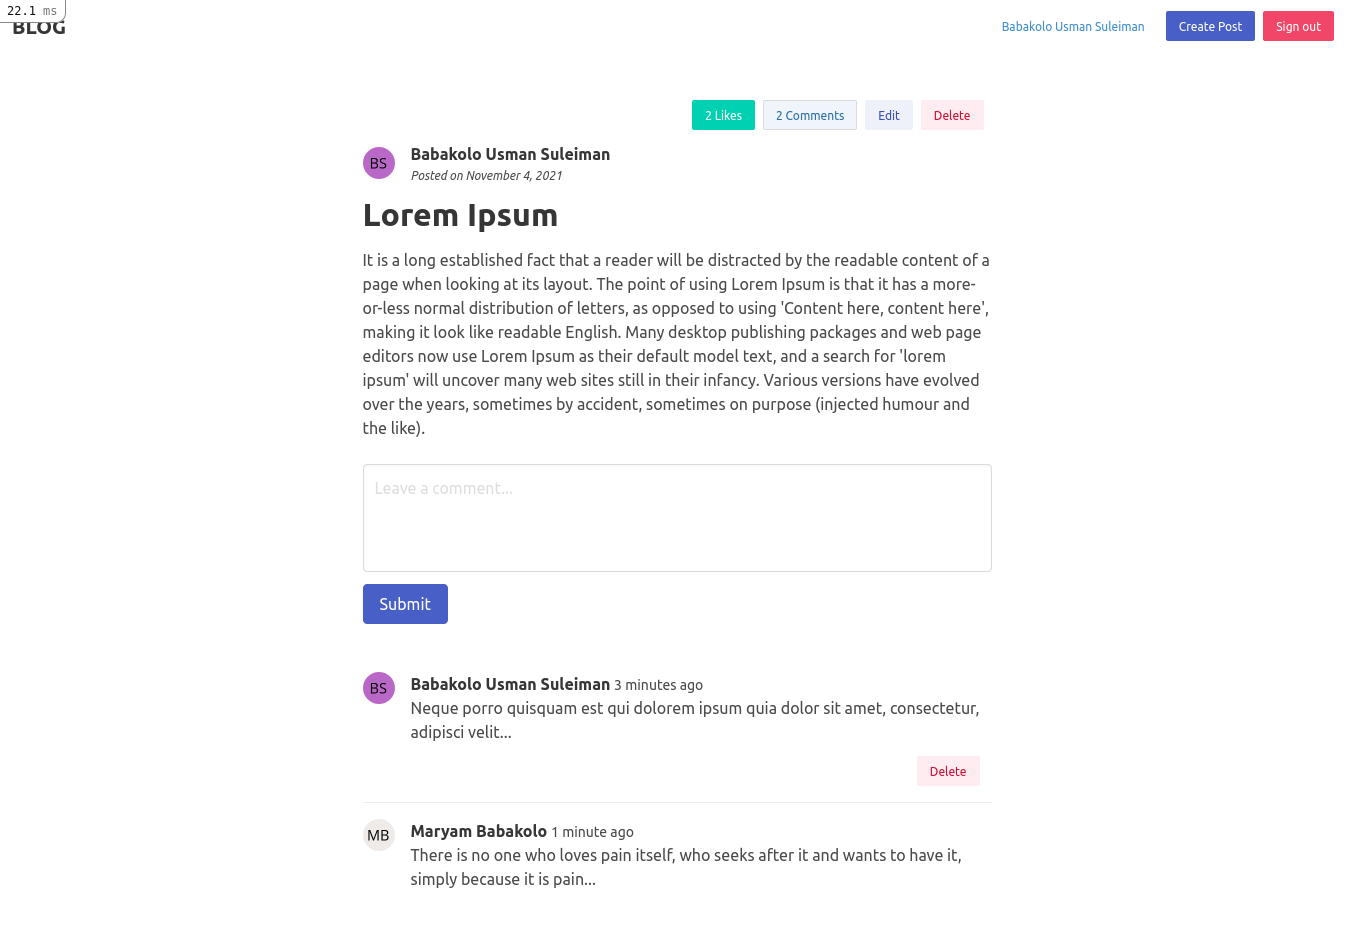 22.1 ms
BLOG
Babakolo Usman Suleiman
Create Post
Sign out
2 Likes
2 Comments
Edit
Delete
BS
Babakolo Usman Suleiman
Posted on November 4, 2021
Lorem Ipsum
It is a long established fact that a reader will be distracted by the readable content of a
page when looking at its layout. The point of using Lorem Ipsum is that it has a more-
or-less normal distribution of letters, as opposed to using 'Content here, content here',
making it look like readable English. Many desktop publishing packages and web page
editors now use Lorem Ipsum as their default model text, and a search for 'lorem
ipsum' will uncover many web sites still in their infancy. Various versions have evolved
over the years, sometimes by accident, sometimes on purpose (injected humour and
the like).
Leave a comment...
Submit
BS
Babakolo Usman Suleiman 3 minutes ago
Neque porro quisquam est qui dolorem ipsum quia dolor sit amet, consectetur,
adipisci velit...
Delete
MB
Maryam Babakolo 1 minute ago
There is no one who loves pain itself, who seeks after it and wants to have it,
simply because it is pain...